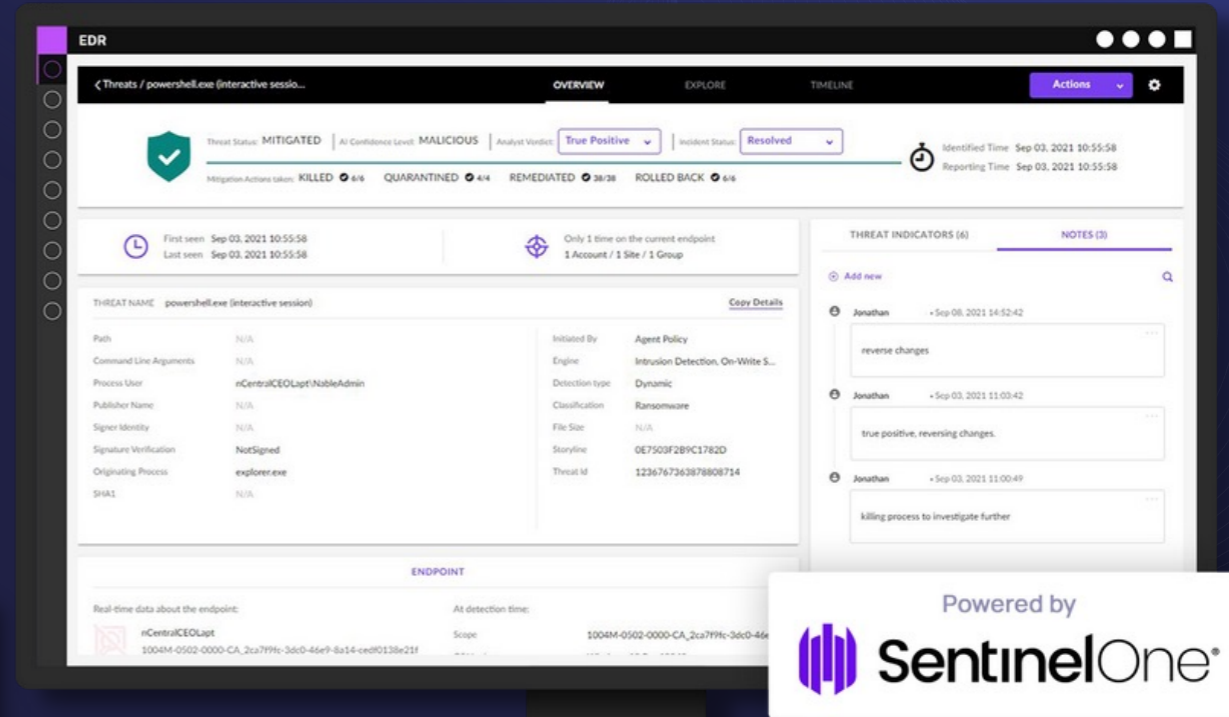 EDR
Threats / powershell.exe (interactive sessio...
OVERVIEW
EXPLORE
TIMELINE
Actions
Threat Status: MITIGATED
AI Confidence Level: MALICIOUS
Analyst Verdict: True Positive
Incident Status: Resolved
Mitigation Actions taken: KILLED 6/6 QUARANTINED 4/4 REMEDIATED 38/38 ROLLED BACK 6/6
Identified Time Sep 03, 2021 10:55:58
Reporting Time Sep 03, 2021 10:55:58
First seen Sep 03, 2021 10:55:58
Last seen Sep 03, 2021 10:55:58
Only 1 time on the current endpoint
1 Account / 1 Site / 1 Group
THREAT NAME powershell.exe (interactive session)
Copy Details
Path N/A
Command Line Arguments N/A
Process User nCentralCEOLapt\NableAdmin
Publisher Name N/A
Signer Identity N/A
Signature Verification NotSigned
Originating Process explorer.exe
SHA1 N/A
Initiated By Agent Policy
Engine Intrusion Detection, On-Write S...
Detection type Dynamic
Classification Ransomware
File Size N/A
Storyline 0E7503F2B9C1782D
Threat Id 1236767363878808714
THREAT INDICATORS (6)
NOTES (3)
Add new
Jonathan • Sep 08, 2021 14:52:42
reverse changes
Jonathan • Sep 03, 2021 11:03:42
true positive, reversing changes.
Jonathan • Sep 03, 2021 11:00:49
killing process to investigate further
ENDPOINT
Real-time data about the endpoint:
nCentralCEOLapt
1004M-0502-0000-CA_2ca7f9fc-3dc0-46e9-8a14-cedf0138e21f
At detection time:
Scope 1004M-0502-0000-CA_2ca7f9fc-3dc0-46e
Powered by
SentinelOne®